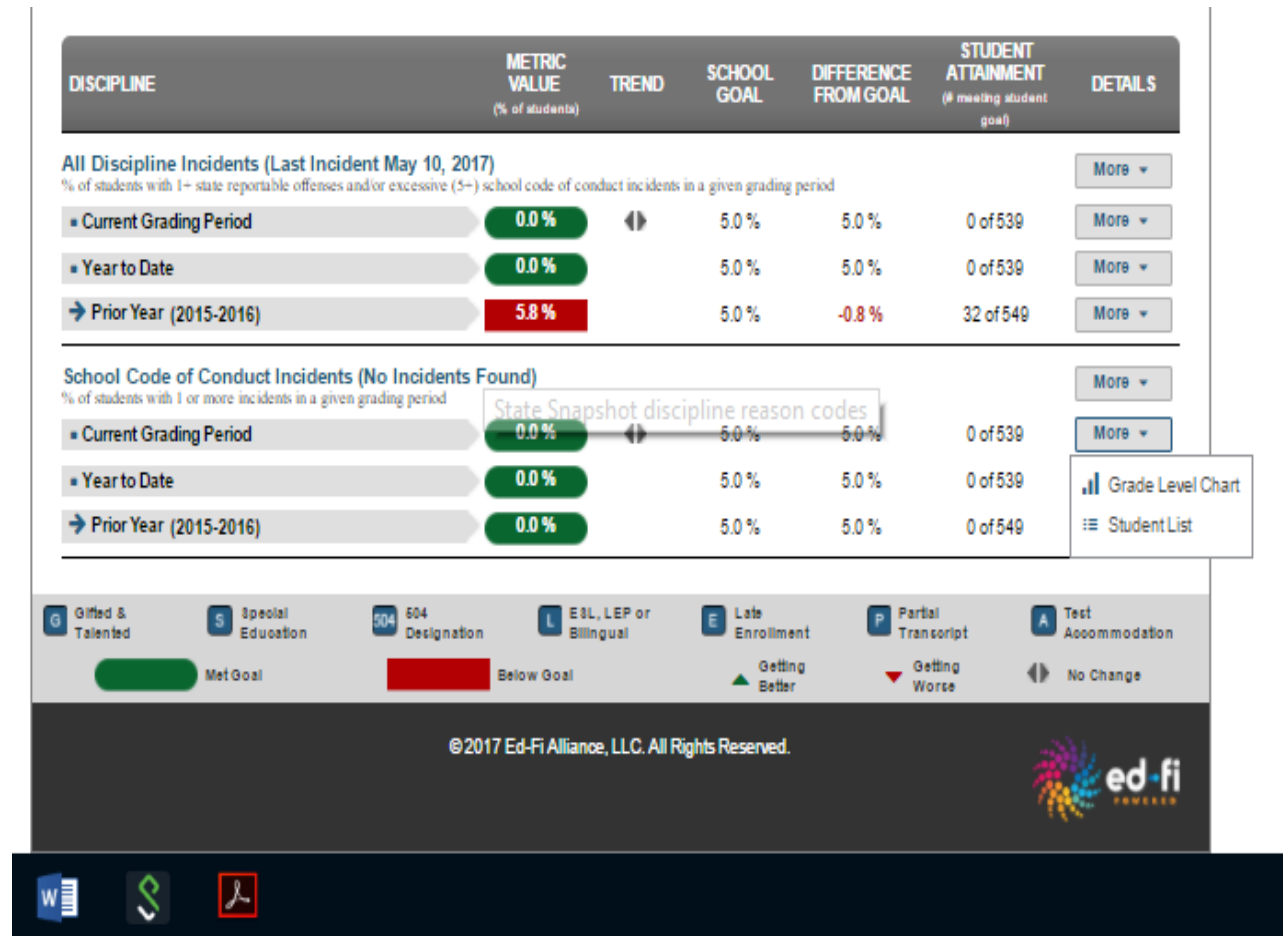 DISCIPLINE METRIC VALUE (% of students) TREND SCHOOL GOAL DIFFERENCE FROM GOAL STUDENT ATTAINMENT (# meeting student goal) DETAILS
All Discipline Incidents (Last Incident May 10, 2017) More
% of students with 1+ state reportable offenses and/or excessive (5+) school code of conduct incidents in a given grading period
Current Grading Period 0.0 % 5.0 % 5.0 % 0 of 539 More
Year to Date 0.0 % 5.0 % 5.0 % 0 of 539 More
Prior Year (2015-2016) 5.8 % 5.0 % -0.8 % 32 of 549 More
School Code of Conduct Incidents (No Incidents Found) More
% of students with 1 or more incidents in a given grading period
State Snapshot discipline reason codes
Current Grading Period 0.0 % 5.0 % 5.0 % 0 of 539 More
Year to Date 0.0 % 5.0 % 5.0 % 0 of 539
Grade Level Chart
Prior Year (2015-2016) 0.0 % 5.0 % 5.0 % 0 of 549
Student List
G Gifted & Talented S Special Education 504 504 Designation L ESL, LEP or Bilingual E Late Enrollment P Partial Transcript A Test Accommodation
Met Goal Below Goal Getting Better Getting Worse No Change
©2017 Ed-Fi Alliance, LLC. All Rights Reserved.
ed-fi
POWERED
W